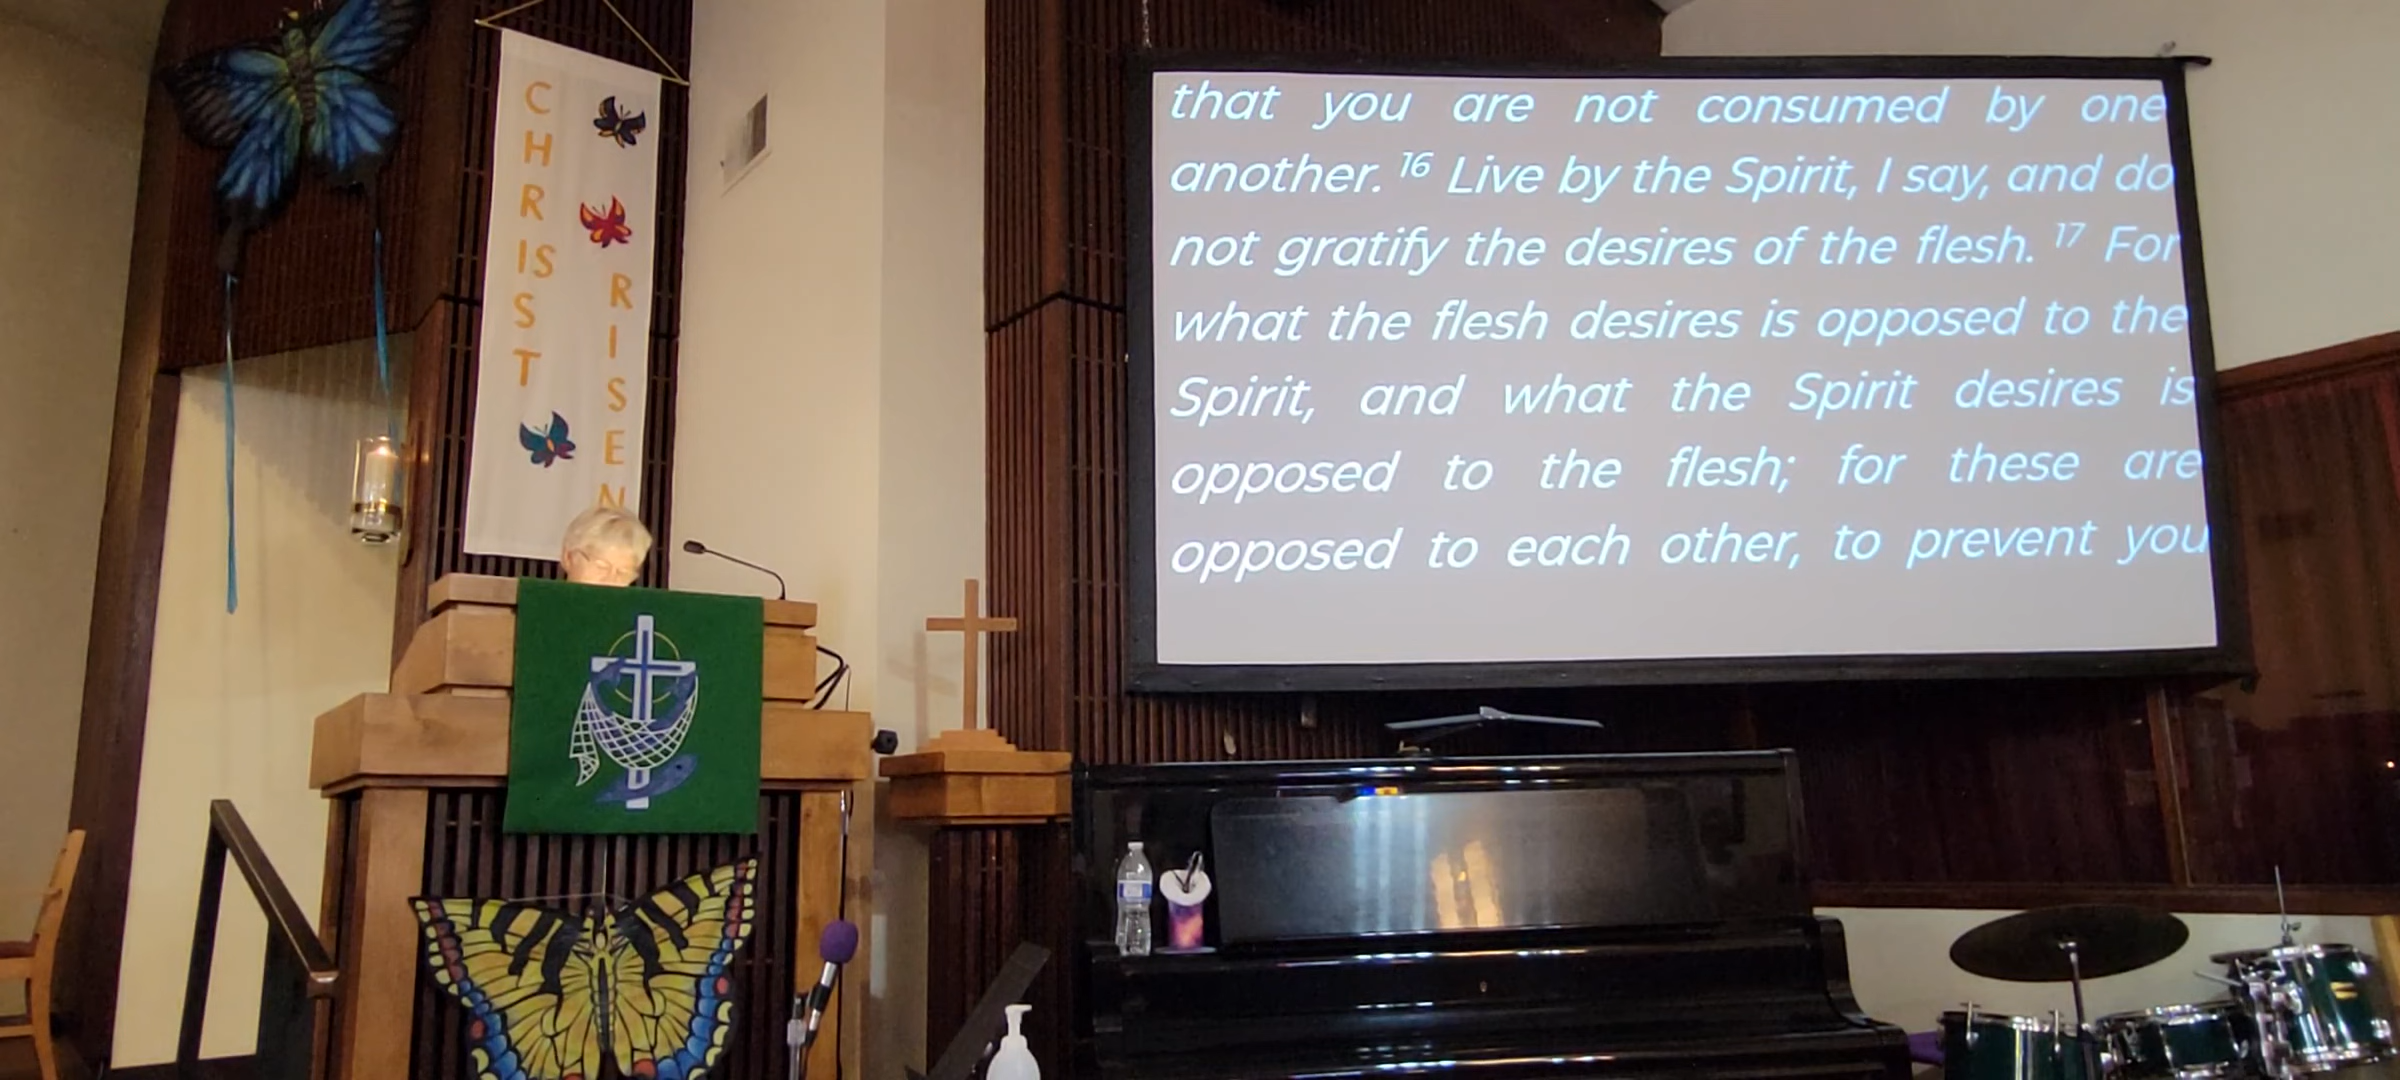 CHRIST
RISEN
that you are not consumed by one
another. 16 Live by the Spirit, I say, and do
not gratify the desires of the flesh. 17 For
what the flesh desires is opposed to the
Spirit, and what the Spirit desires is
opposed to the flesh; for these are
opposed to each other, to prevent you